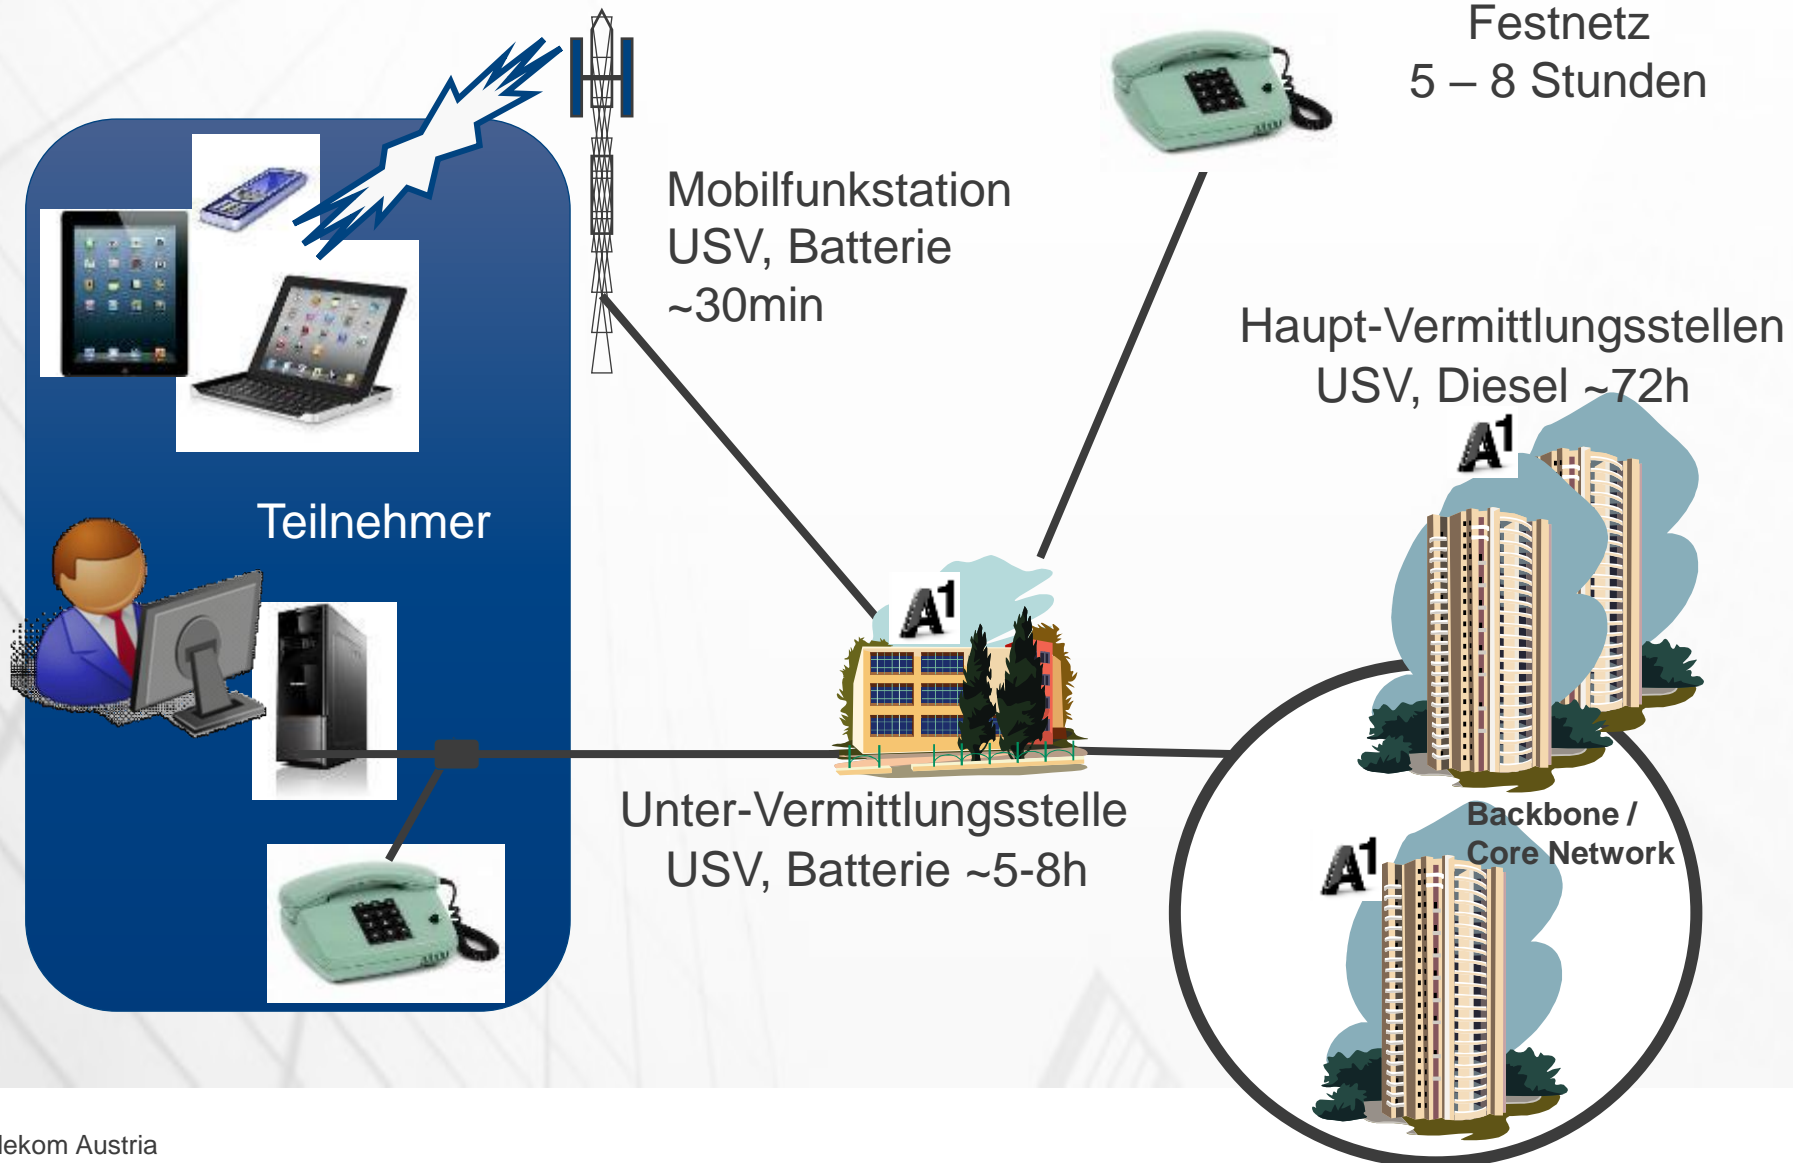 Festnetz
5 – 8 Stunden
Mobilfunkstation
USV, Batterie
~30min
Haupt-Vermittlungsstellen
USV, Diesel ~72h
A1
Teilnehmer
A1
Unter-Vermittlungsstelle
USV, Batterie ~5-8h
Backbone /
Core Network
A1
lekom Austria